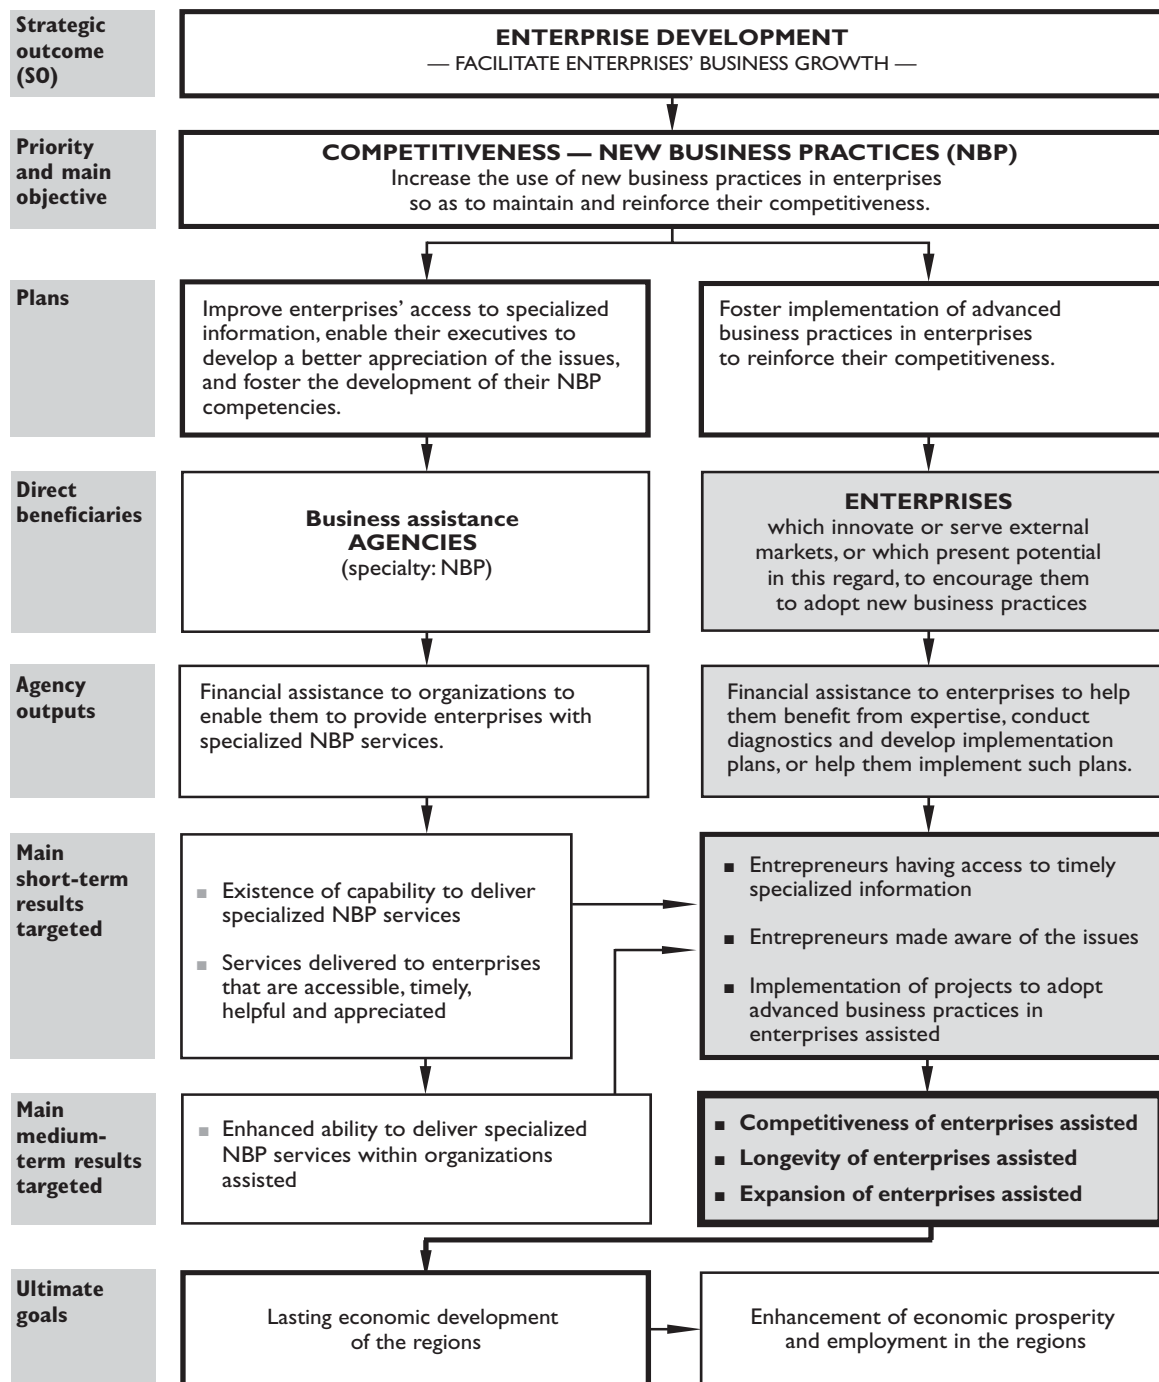 Strategic
outcome
(SO)
ENTERPRISE DEVELOPMENT
— FACILITATE ENTERPRISES’ BUSINESS GROWTH —
Priority
and main
objective
COMPETITIVENESS — NEW BUSINESS PRACTICES (NBP)
Increase the use of new business practices in enterprises
so as to maintain and reinforce their competitiveness.
Plans
Improve enterprises’ access to specialized
information, enable their executives to
develop a better appreciation of the issues,
and foster the development of their NBP
competencies.
Foster implementation of advanced
business practices in enterprises
to reinforce their competitiveness.
Direct
beneficiaries
Business assistance
AGENCIES
(specialty: NBP)
ENTERPRISES
which innovate or serve external
markets, or which present potential
in this regard, to encourage them
to adopt new business practices
Agency
outputs
Financial assistance to organizations to
enable them to provide enterprises with
specialized NBP services.
Financial assistance to enterprises to help
them benefit from expertise, conduct
diagnostics and develop implementation
plans, or help them implement such plans.
Main
short-term
results
targeted
■ Existence of capability to deliver
specialized NBP services
■ Services delivered to enterprises
that are accessible, timely,
helpful and appreciated
■ Entrepreneurs having access to timely
specialized information
■ Entrepreneurs made aware of the issues
■ Implementation of projects to adopt
advanced business practices in
enterprises assisted
Main
medium-
term results
targeted
■ Enhanced ability to deliver specialized
NBP services within organizations
assisted
■ Competitiveness of enterprises assisted
■ Longevity of enterprises assisted
■ Expansion of enterprises assisted
Ultimate
goals
Lasting economic development
of the regions
Enhancement of economic prosperity
and employment in the regions